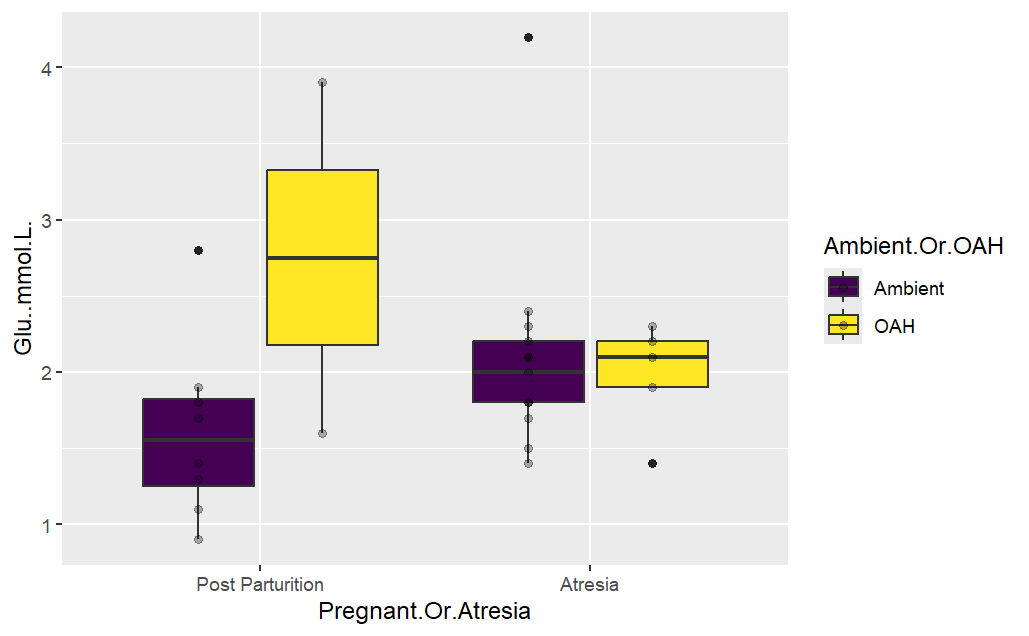 Glu..mmol.L.
4
3
2
1
Post Parturition
Atresia
Pregnant.Or.Atresia
Ambient.Or.OAH
Ambient
OAH